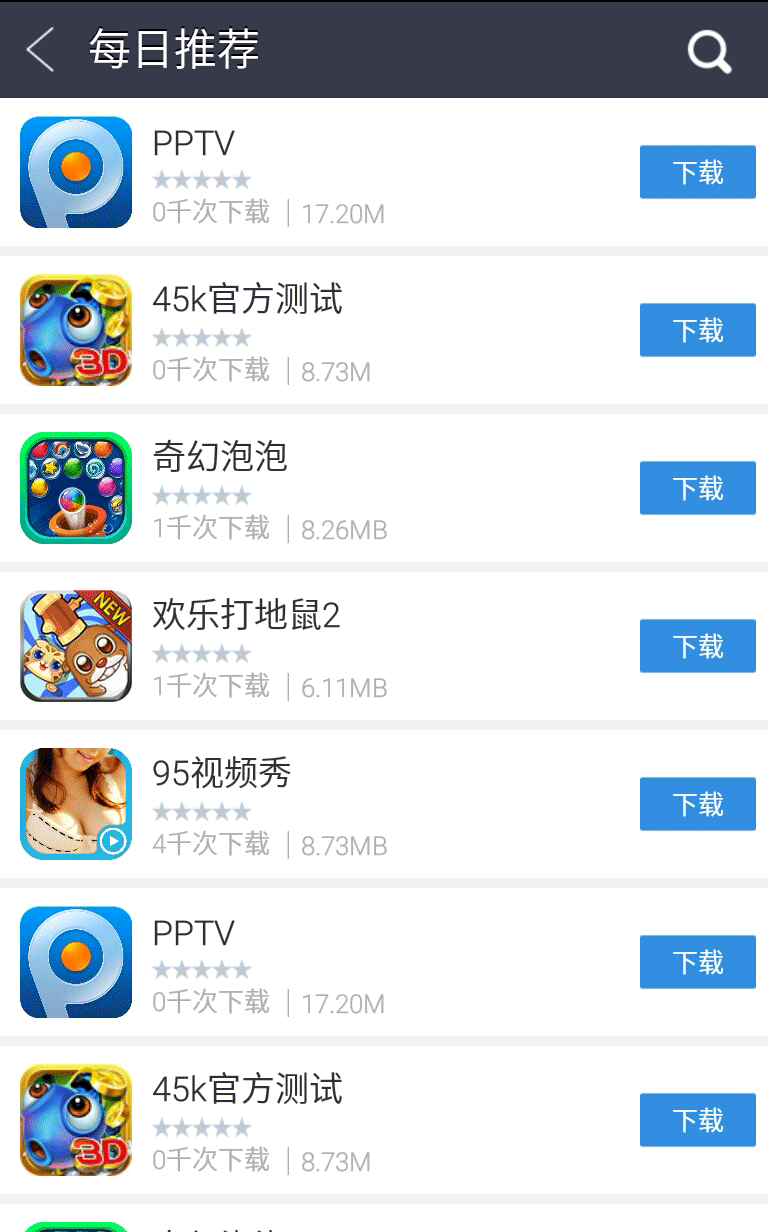 每日推荐
PPTV
0千次下载 | 17.20M
下载
45k官方测试
0千次下载 | 8.73M
下载
3D
奇幻泡泡
1千次下载 | 8.26MB
下载
欢乐打地鼠2
1千次下载 | 6.11MB
下载
NEW
95视频秀
4千次下载 | 8.73MB
下载
PPTV
0千次下载 | 17.20M
下载
45k官方测试
0千次下载 | 8.73M
下载
3D